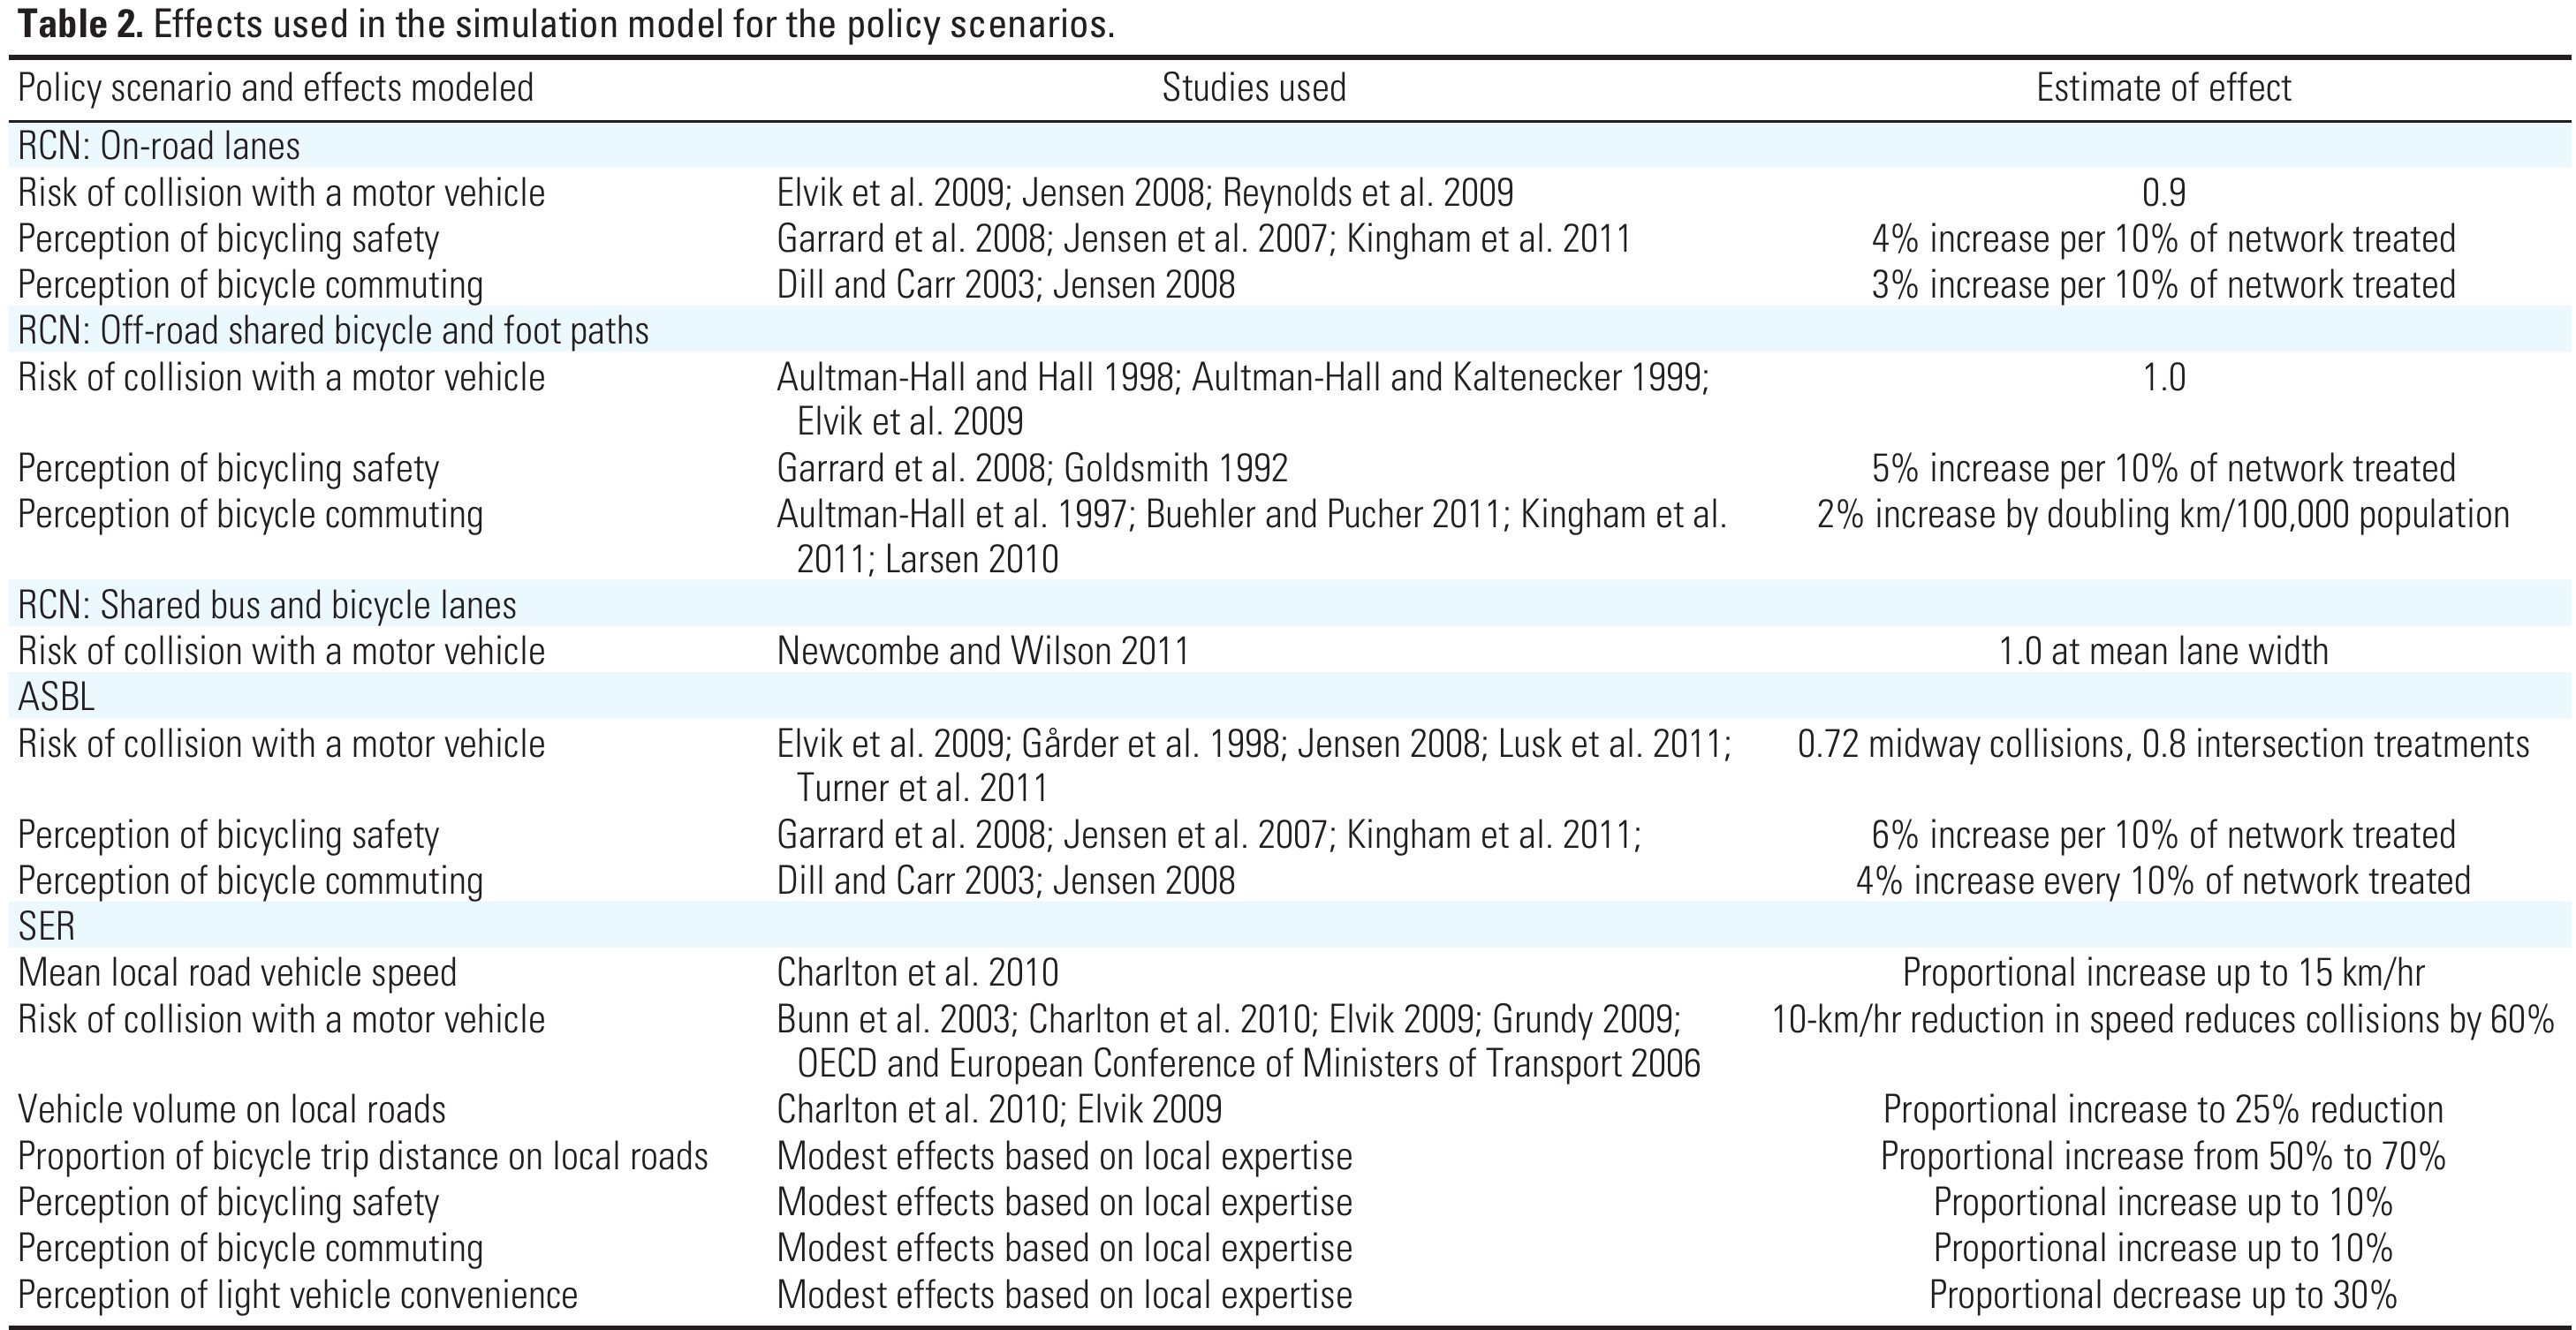 Table 2. Effects used in the simulation model for the policy scenarios.
Policy scenario and effects modeled Studies used Estimate of effect
RCN: On-road lanes
Risk of collision with a motor vehicle Elvik et al. 2009; Jensen 2008; Reynolds et al. 2009 0.9
Perception of bicycling safety Garrard et al. 2008; Jensen et al. 2007; Kingham et al. 2011 4% increase per 10% of network treated
Perception of bicycle commuting Dill and Carr 2003; Jensen 2008 3% increase per 10% of network treated
RCN: Off-road shared bicycle and foot paths
Risk of collision with a motor vehicle Aultman-Hall and Hall 1998; Aultman-Hall and Kaltenecker 1999; 1.0
Elvik et al. 2009
Perception of bicycling safety Garrard et al. 2008; Goldsmith 1992 5% increase per 10% of network treated
Perception of bicycle commuting Aultman-Hall et al. 1997; Buehler and Pucher 2011; Kingham et al. 2% increase by doubling km/100,000 population
2011; Larsen 2010
RCN: Shared bus and bicycle lanes
Risk of collision with a motor vehicle Newcombe and Wilson 2011 1.0 at mean lane width
ASBL
Risk of collision with a motor vehicle Elvik et al. 2009; Gårder et al. 1998; Jensen 2008; Lusk et al. 2011; 0.72 midway collisions, 0.8 intersection treatments
Turner et al. 2011
Perception of bicycling safety Garrard et al. 2008; Jensen et al. 2007; Kingham et al. 2011; 6% increase per 10% of network treated
Perception of bicycle commuting Dill and Carr 2003; Jensen 2008 4% increase every 10% of network treated
SER
Mean local road vehicle speed Charlton et al. 2010 Proportional increase up to 15 km/hr
Risk of collision with a motor vehicle Bunn et al. 2003; Charlton et al. 2010; Elvik 2009; Grundy 2009; 10-km/hr reduction in speed reduces collisions by 60%
OECD and European Conference of Ministers of Transport 2006
Vehicle volume on local roads Charlton et al. 2010; Elvik 2009 Proportional increase to 25% reduction
Proportion of bicycle trip distance on local roads Modest effects based on local expertise Proportional increase from 50% to 70%
Perception of bicycling safety Modest effects based on local expertise Proportional increase up to 10%
Perception of bicycle commuting Modest effects based on local expertise Proportional increase up to 10%
Perception of light vehicle convenience Modest effects based on local expertise Proportional decrease up to 30%